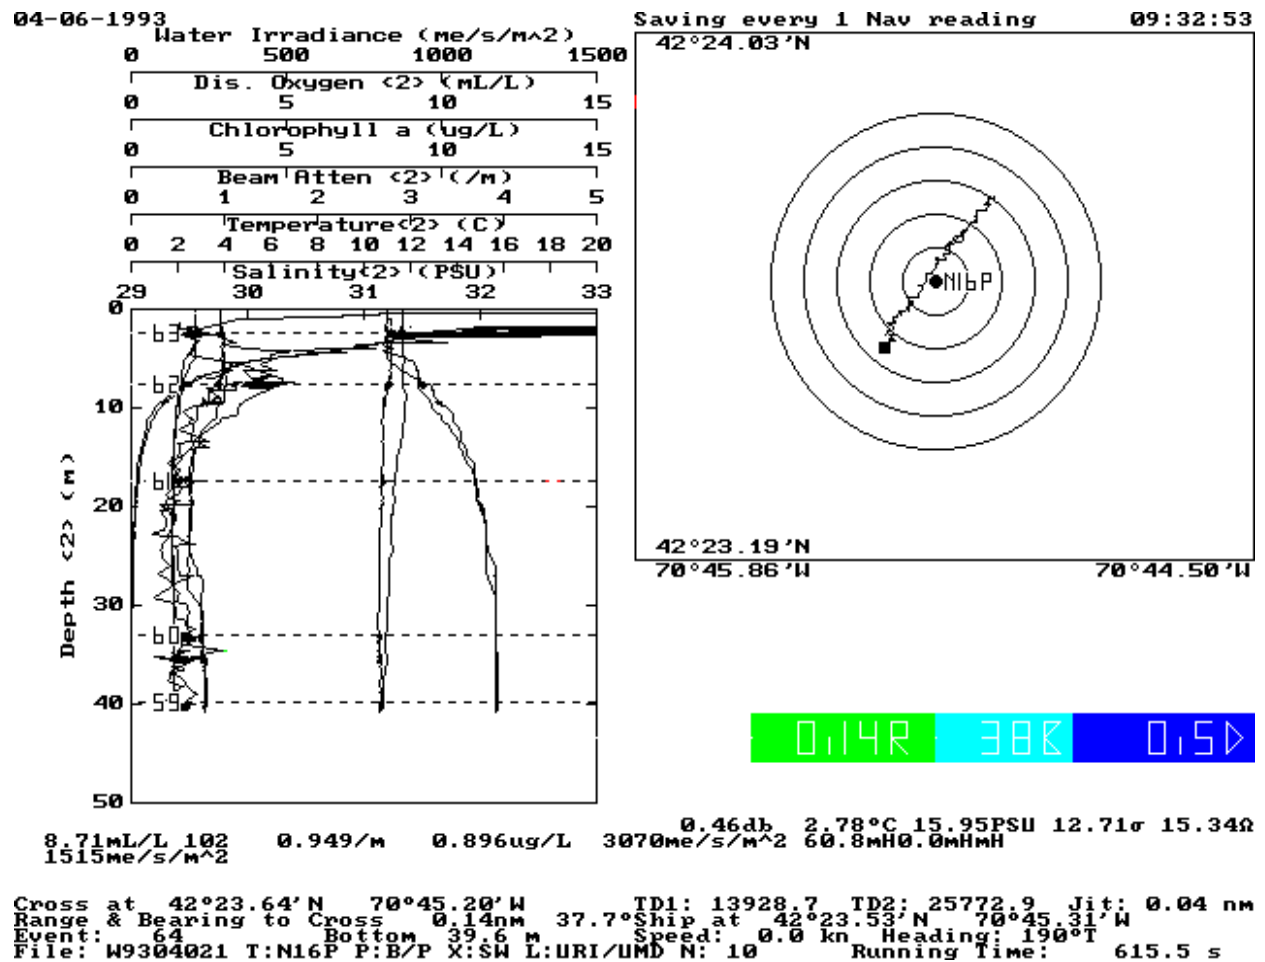 04-06-1993
Saving every 1 Nav reading 09:32:53
Water Irradiance (me/s/m^2)
0 500 1000 1500
Dis. Oxygen <2> (mL/L)
0 5 10 15
Chlorophyll a (ug/L)
0 5 10 15
Beam Atten <2> (/m)
0 1 2 3 4 5
Temperature<2> (C)
0 2 4 6 8 10 12 14 16 18 20
Salinity<2> (PSU)
29 30 31 32 33
0
10
20
30
40
50
Depth <2> (m)
63
62
61
60
59
42°24.03'N
N16P
42°23.19'N
70°45.86'W 70°44.50'W
0.14R 38B 0.5D
0.46db 2.78°C 15.95PSU 12.71σ 15.34Ω
8.71mL/L 102 0.949/m 0.896ug/L 3070me/s/m^2 60.8mH0.0mHmH
1515me/s/m^2
Cross at 42°23.64'N 70°45.20'W TD1: 13928.7 TD2: 25772.9 Jit: 0.04 nm
Range & Bearing to Cross 0.14nm 37.7°Ship at 42°23.53'N 70°45.31'W
Event: 64 Bottom 39.6 m Speed: 0.0 kn Heading: 190°T
File: W9304021 T:N16P P:B/P X:SW L:URI/UMD N: 10 Running Time: 615.5 s